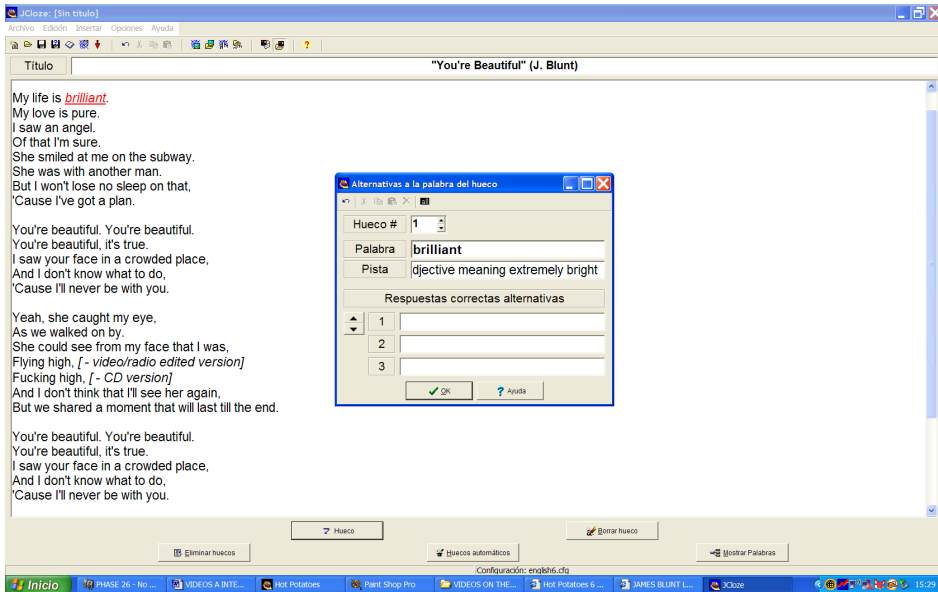 JCloze: [Sin título]
Archivo Edición Insertar Opciones Ayuda
Título
"You're Beautiful" (J. Blunt)
My life is brilliant.
My love is pure.
I saw an angel.
Of that I'm sure.
She smiled at me on the subway.
She was with another man.
But I won't lose no sleep on that,
'Cause I've got a plan.
You're beautiful. You're beautiful.
You're beautiful, it's true.
I saw your face in a crowded place,
And I don't know what to do,
'Cause I'll never be with you.
Yeah, she caught my eye,
As we walked on by.
She could see from my face that I was,
Flying high, [ - video/radio edited version]
Fucking high, [ - CD version]
And I don't think that I'll see her again,
But we shared a moment that will last till the end.
You're beautiful. You're beautiful.
You're beautiful, it's true.
I saw your face in a crowded place,
And I don't know what to do,
'Cause I'll never be with you.
Alternativas a la palabra del hueco
Hueco # 1
Palabra brilliant
Pista djective meaning extremely bright
Respuestas correctas alternativas
1
2
3
OK ? Ayuda
Hueco
Borrar hueco
Eliminar huecos
Huecos automáticos
Mostrar Palabras
Configuración: english6.cfg
Inicio PHASE 26 - No ... VIDEOS A INTE... Hot Potatoes Paint Shop Pro VIDEOS ON THE... Hot Potatoes 6 ... JAMES BLUNT L... JCloze 15:29